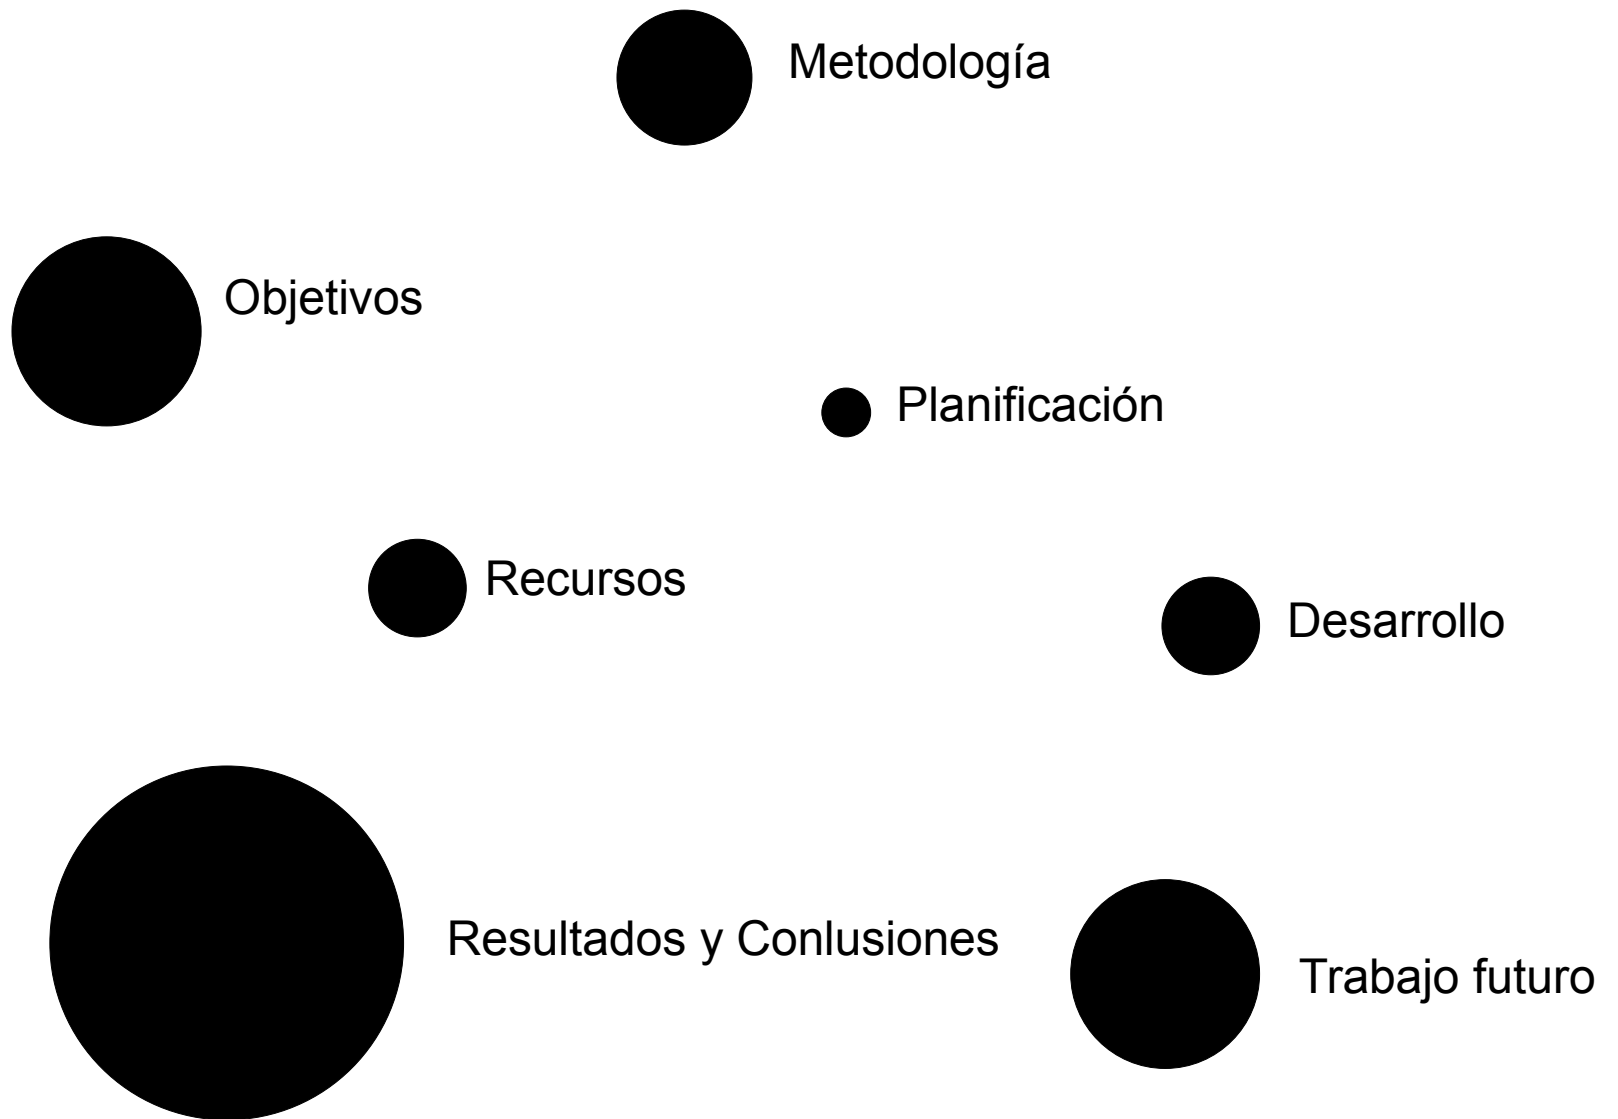 Metodología
Objetivos
Planificación
Recursos
Desarrollo
Resultados y Conlusiones
Trabajo futuro